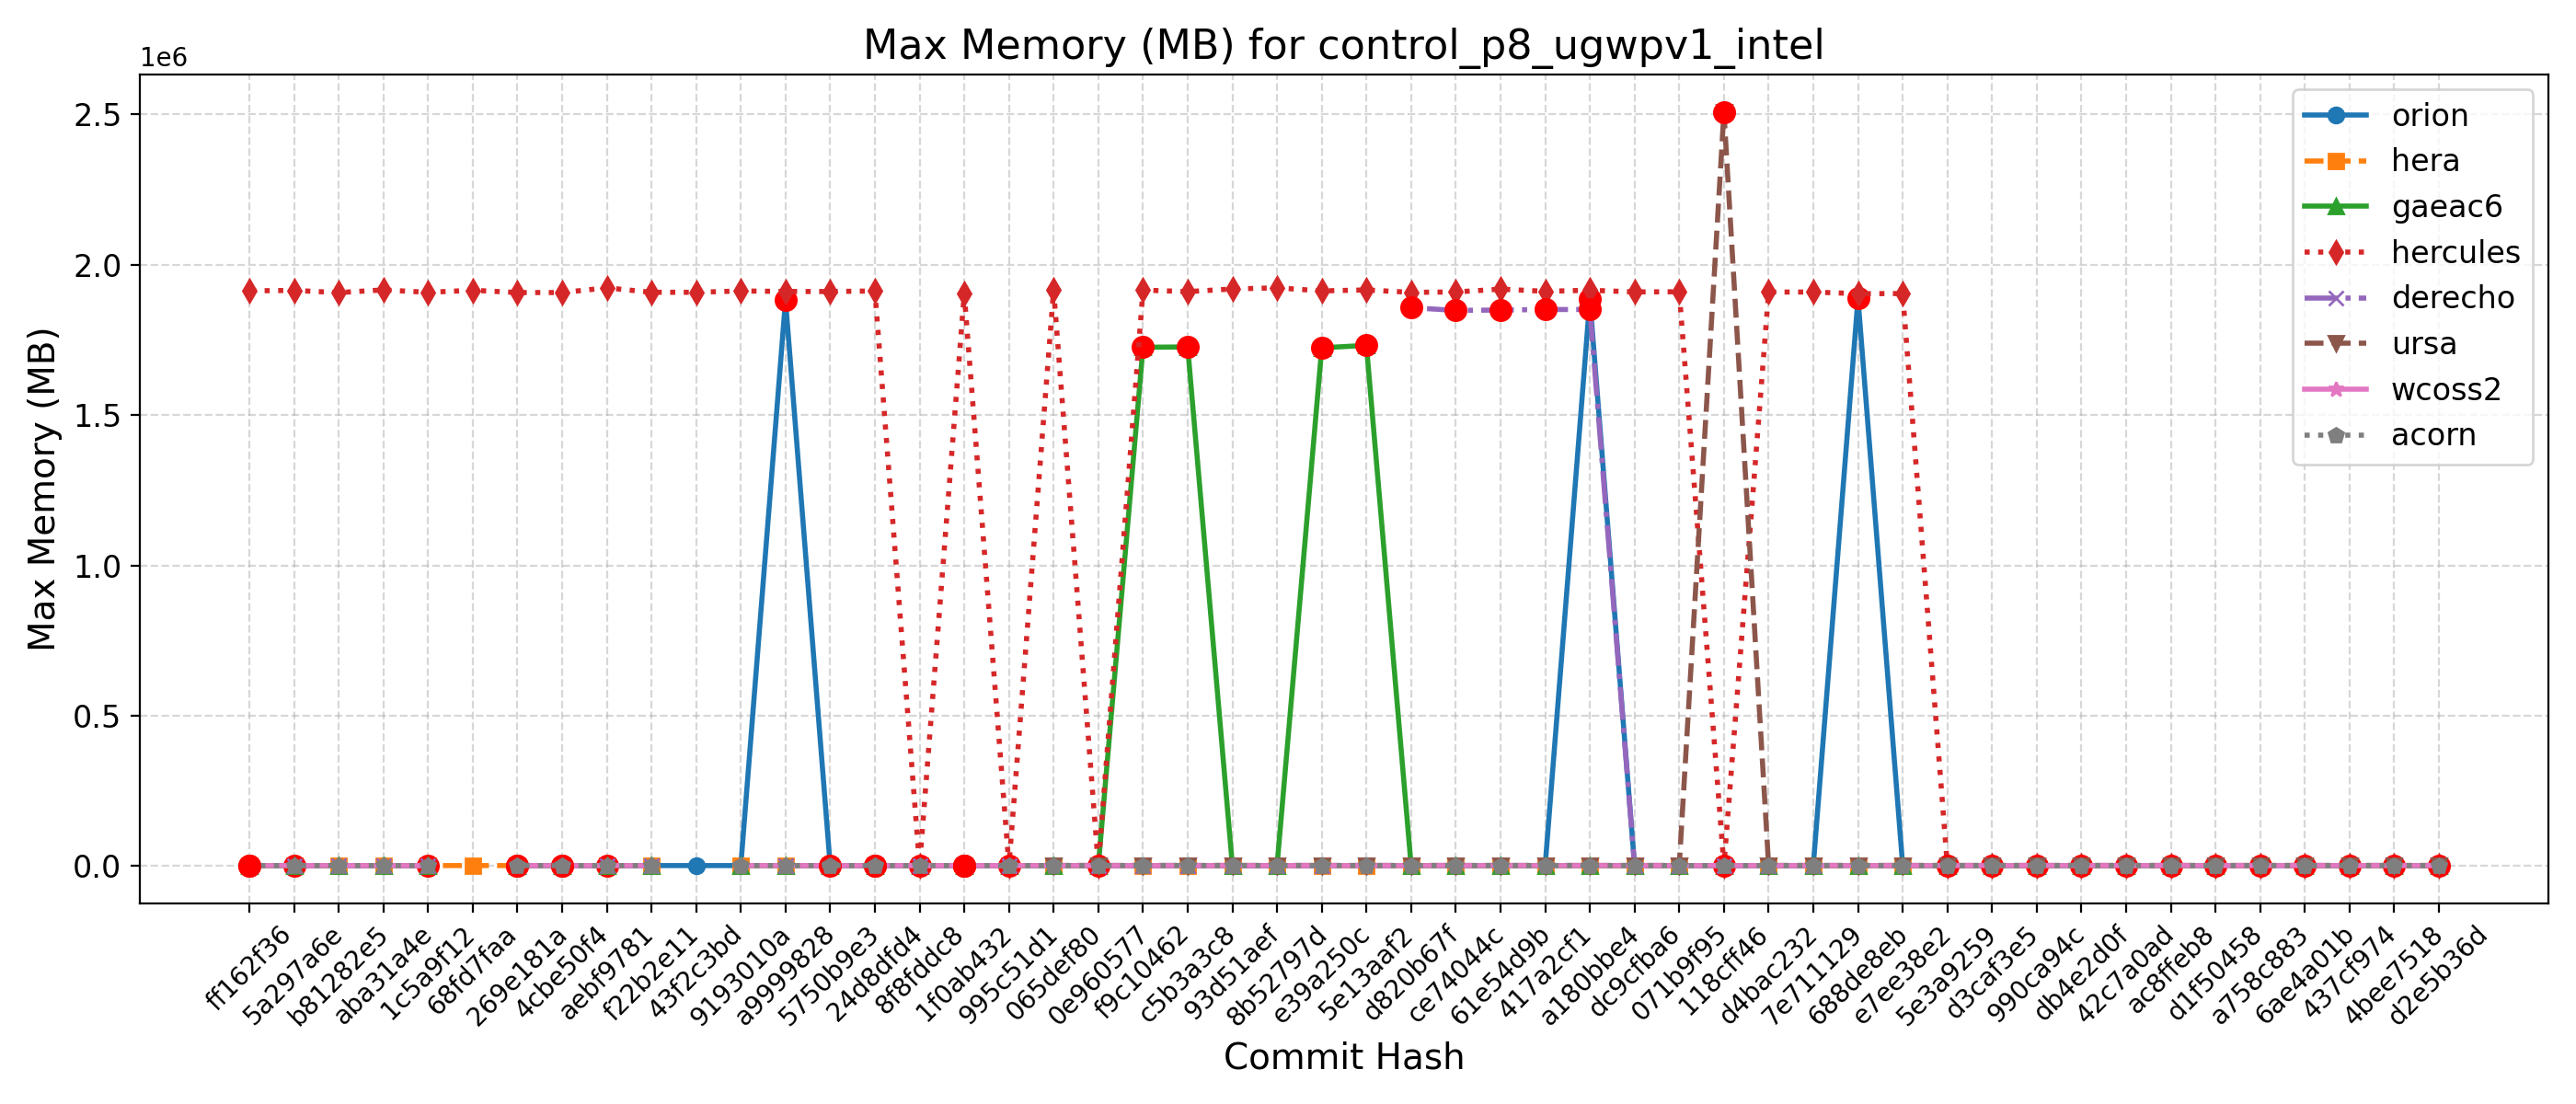 Max Memory (MB) for control_p8_ugwpv1_intel
1e6
2.5
2.0
1.5
1.0
0.5
0.0
Max Memory (MB)
orion
hera
gaeac6
hercules
derecho
ursa
wcoss2
acorn
ff162f36
5a297a6e
b81282e5
aba31a4e
1c5a9f12
68fd7faa
269e181a
4cbe50f4
aebf9781
f22b2e11
43f2c3bd
9193010a
a9999828
5750b9e3
24d8dfd4
8f8fddc8
1f0ab432
995c51d1
065def80
0e960577
f9c10462
c5b3a3c8
93d51aef
8b52797d
e39a250c
5e13aaf2
d820b67f
ce74044c
61e54d9b
417a2cf1
a180bbe4
dc9cfba6
071b9f95
118cff46
d4bac232
7e711129
688de8eb
e7ee38e2
5e3a9259
d3caf3e5
990ca94c
db4e2d0f
42c7a0ad
ac8ffeb8
d1f50458
a758c883
6ae4a01b
437cf974
4bee7518
d2e5b36d
Commit Hash